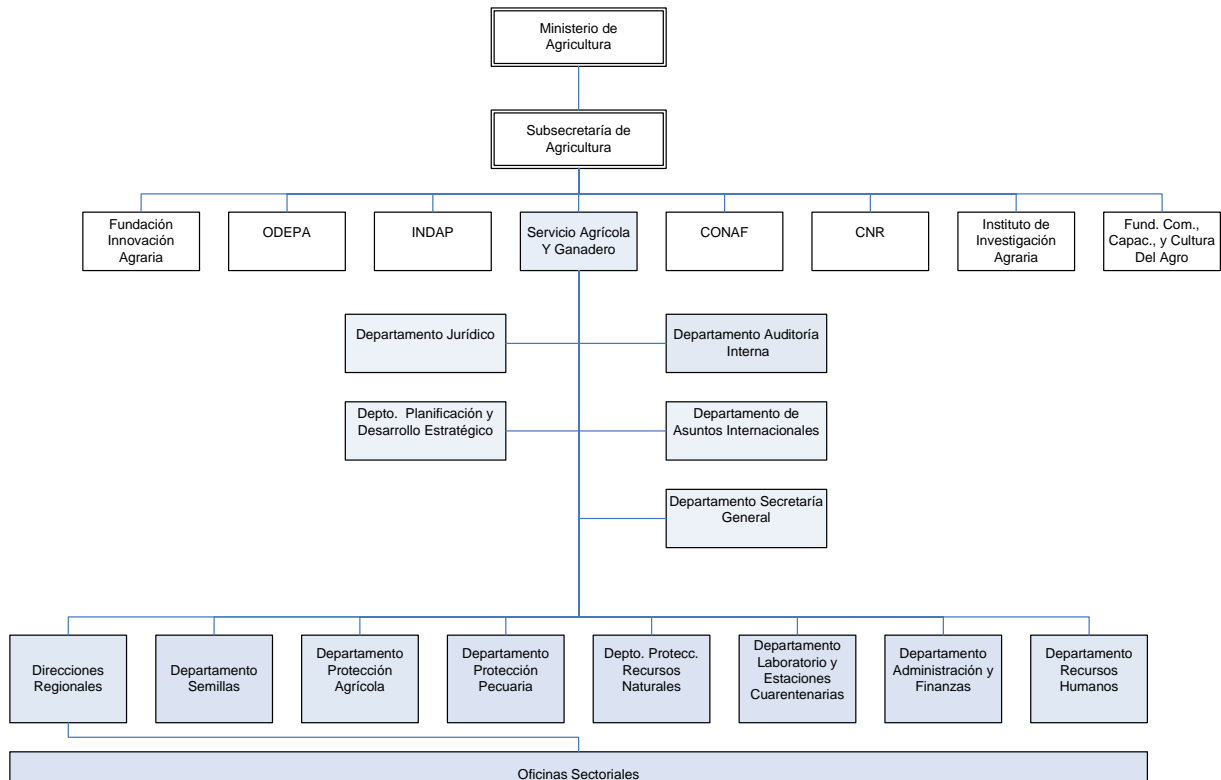 Ministerio de
Agricultura
Subsecretaría de
Agricultura
Fundación
Innovación
Agraria
ODEPA
INDAP
Servicio Agrícola
Y Ganadero
CONAF
CNR
Instituto de
Investigación
Agraria
Fund. Com.,
Capac., y Cultura
Del Agro
Departamento Jurídico
Departamento Auditoría
Interna
Depto. Planificación y
Desarrollo Estratégico
Departamento de
Asuntos Internacionales
Departamento Secretaría
General
Direcciones
Regionales
Departamento
Semillas
Departamento
Protección
Agrícola
Departamento
Protección
Pecuaria
Depto. Protecc.
Recursos
Naturales
Departamento
Laboratorio y
Estaciones
Cuarentenarias
Departamento
Administración y
Finanzas
Departamento
Recursos
Humanos
Oficinas Sectoriales